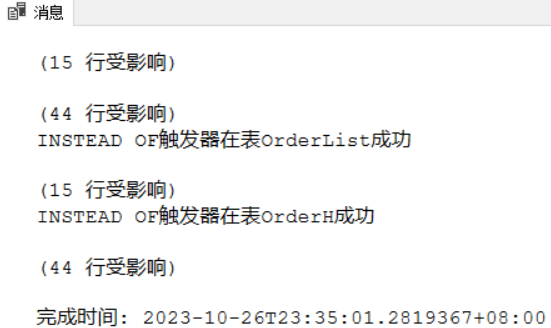 消息
(15 行受影响)
(44 行受影响)
INSTEAD OF触发器在表OrderList成功
(15 行受影响)
INSTEAD OF触发器在表OrderH成功
(44 行受影响)
完成时间: 2023-10-26T23:35:01.2819367+08:00